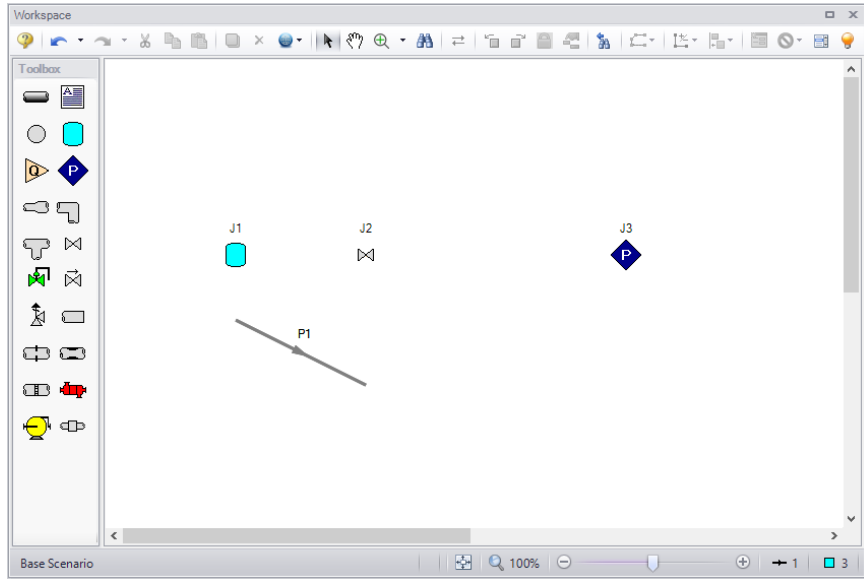 Workspace
Toolbox
A
Q
P
J1
J2
J3
P
P1
Base Scenario
100%
1
3